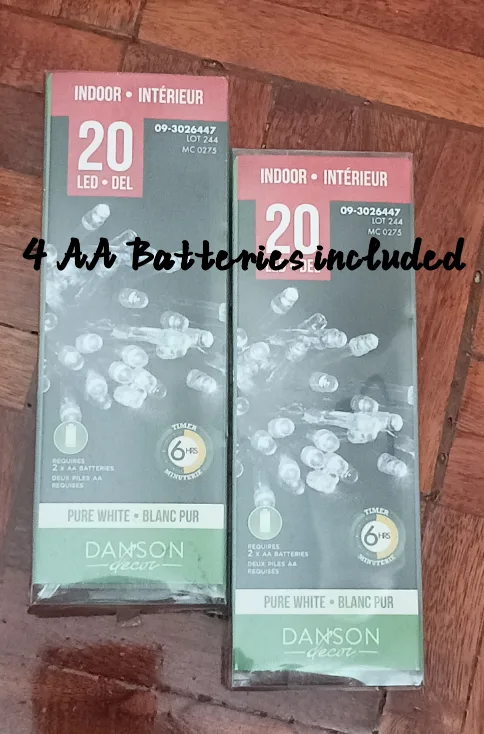 INDOOR • INTÉRIEUR
20
LED • DEL
09-3026447
LOT 244
MC 0275
REQUIRES
2 X AA BATTERIES
DEUX PILES AA
REQUISES
TIMER
6 HRS
MINUTERIE
PURE WHITE • BLANC PUR
DANSON
decor
4 AA Batteries included
INDOOR • INTÉRIEUR
20
09-3026447
LOT 244
MC 0275
REQUIRES
2 X AA BATTERIES
DEUX PILES AA
REQUISES
TIMER
6 HRS
MINUTERIE
PURE WHITE • BLANC PUR
DANSON
decor